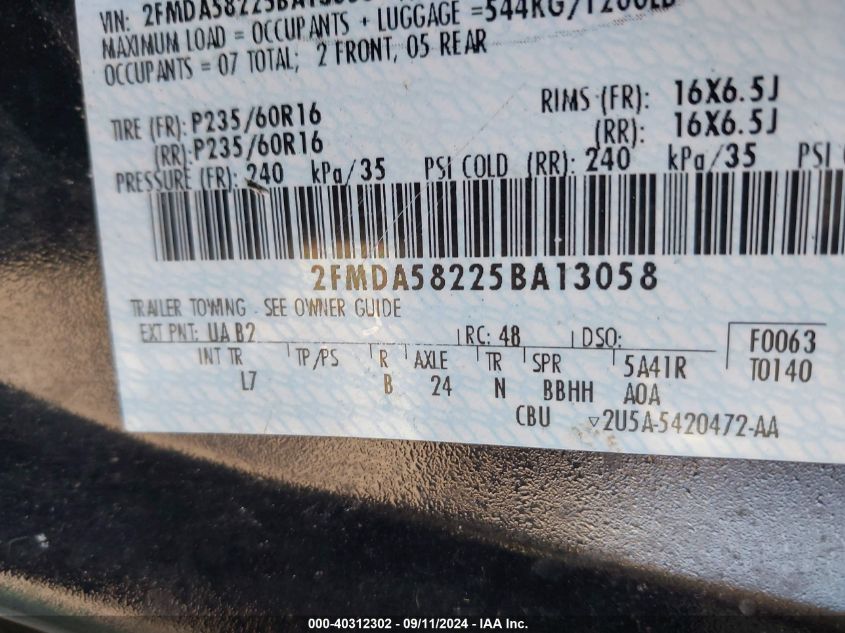 VIN: 2FMDA58225BA13058
MAXIMUM LOAD = OCCUPANTS + LUGGAGE =544KG/1200LB
OCCUPANTS = 07 TOTAL; 2 FRONT, 05 REAR
RIMS (FR): 16X6.5J
TIRE (FR): P235/60R16
(RR): 16X6.5J
(RR): P235/60R16
PRESSURE (FR): 240 kPa/35 PSI COLD (RR): 240 kPa/35 PSI
2FMDA58225BA13058
TRAILER TOWING - SEE OWNER GUIDE
EXT PNT: UA B2 RC: 48 DSO: F0063
INT TR TP/PS R AXLE TR SPR 5A41R T0140
L7 B 24 N BBHH A0A
CBU ▿2U5A-5420472-AA
000-40312302 - 09/11/2024 - IAA Inc.